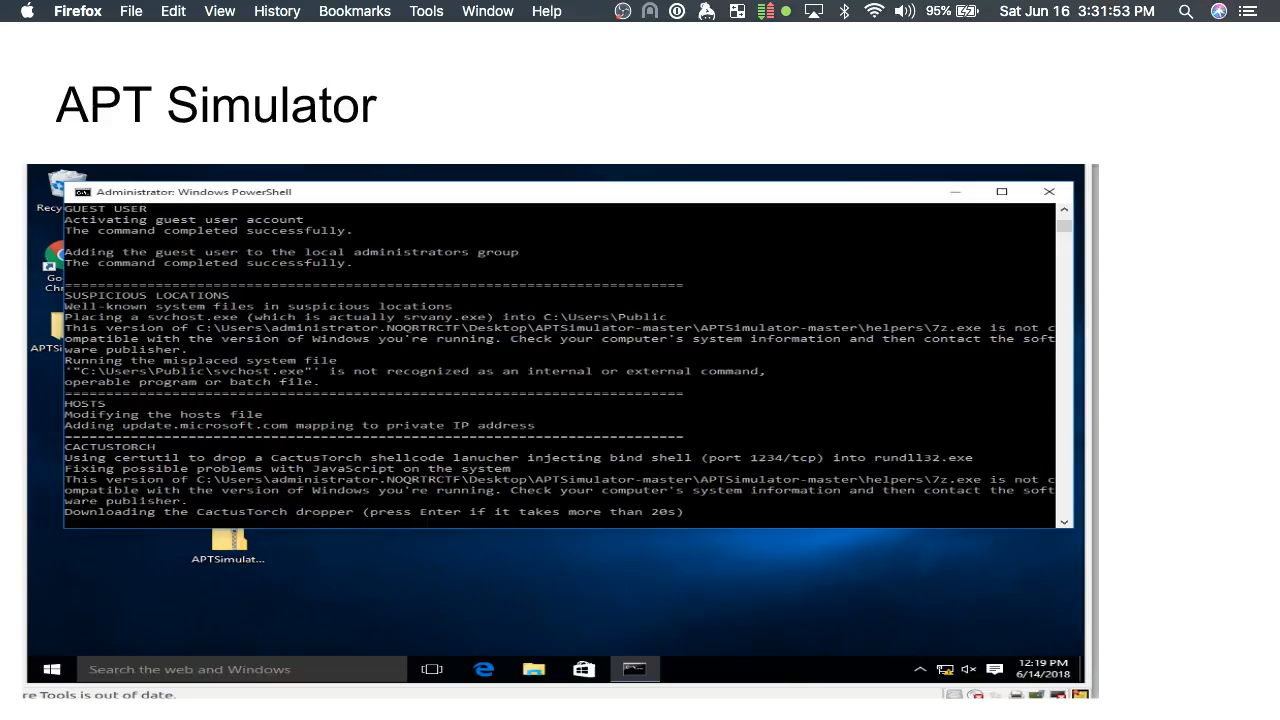 Firefox File Edit View History Bookmarks Tools Window Help 95% Sat Jun 16 3:31:53 PM
APT Simulator
Administrator: Windows PowerShell
GUEST USER
Activating guest user account
The command completed successfully.
Adding the guest user to the local administrators group
The command completed successfully.
===========================================================================
SUSPICIOUS LOCATIONS
Well-known system files in suspicious locations
Placing a svchost.exe (which is actually srvany.exe) into C:\Users\Public
This version of C:\Users\administrator.NOQRTRCTF\Desktop\APTSimulator-master\APTSimulator-master\helpers\7z.exe is not c
ompatible with the version of Windows you're running. Check your computer's system information and then contact the soft
ware publisher.
Running the misplaced system file
'"C:\Users\Public\svchost.exe"' is not recognized as an internal or external command,
operable program or batch file.
===========================================================================
HOSTS
Modifying the hosts file
Adding update.microsoft.com mapping to private IP address
===========================================================================
CACTUSTORCH
Using certutil to drop a CactusTorch shellcode lanucher injecting bind shell (port 1234/tcp) into rundll32.exe
Fixing possible problems with JavaScript on the system
This version of C:\Users\administrator.NOQRTRCTF\Desktop\APTSimulator-master\APTSimulator-master\helpers\7z.exe is not c
ompatible with the version of Windows you're running. Check your computer's system information and then contact the soft
ware publisher.
Downloading the CactusTorch dropper (press Enter if it takes more than 20s)
Recy
Go
Chr
APTSi
APTSimulat...
Search the web and Windows
12:19 PM
6/14/2018
re Tools is out of date.